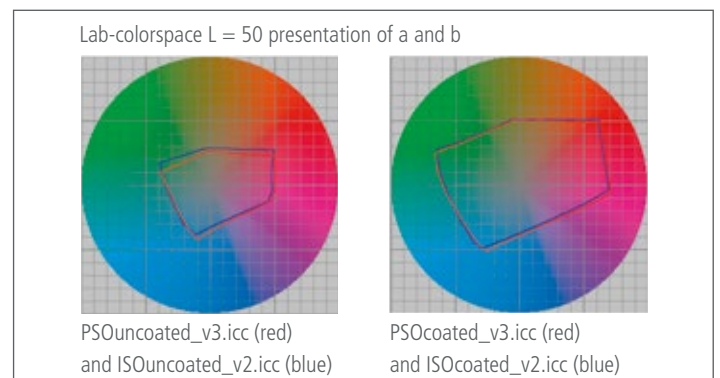 Lab-colorspace L = 50 presentation of a and b
PSOuncoated_v3.icc (red)
and ISOuncoated_v2.icc (blue)
PSOcoated_v3.icc (red)
and ISOcoated_v2.icc (blue)